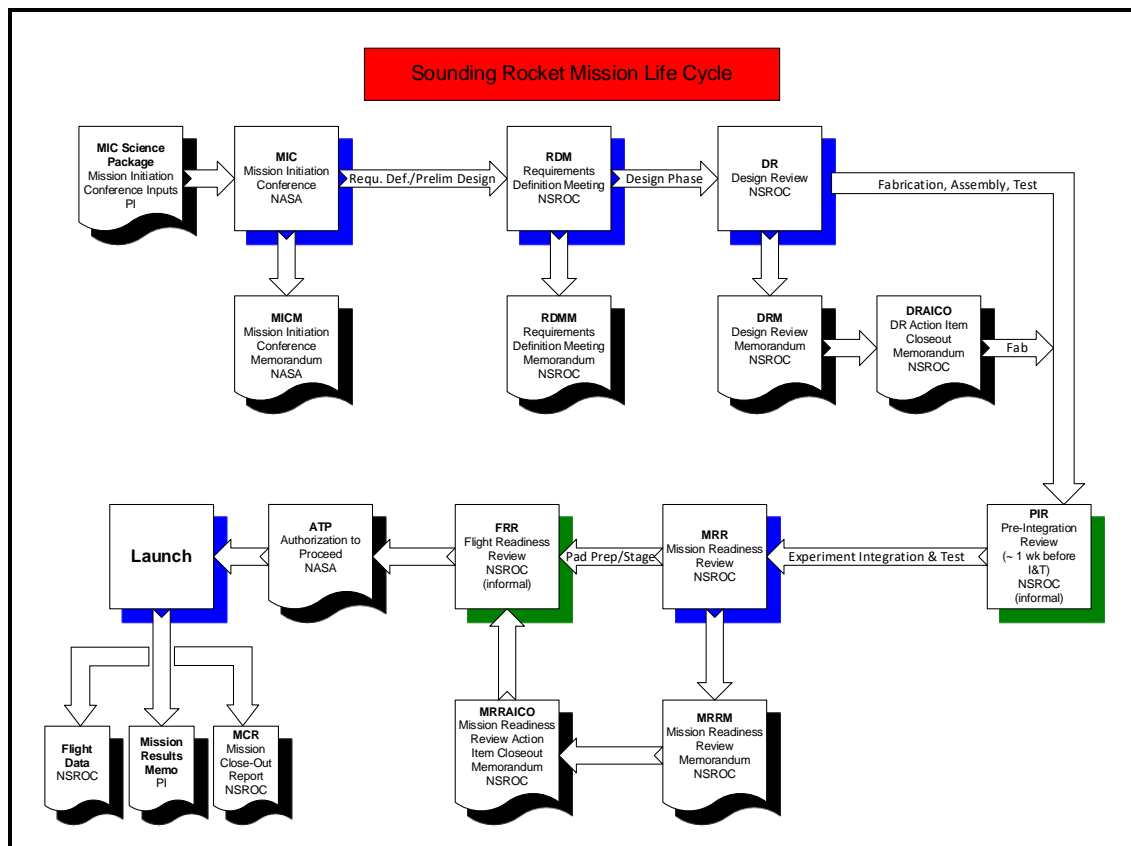 Sounding Rocket Mission Life Cycle
MIC Science
Package
Mission Initiation
Conference Inputs
PI
MIC
Mission Initiation
Conference
NASA
Requ. Def./Prelim Design
RDM
Requirements
Definition Meeting
NSROC
Design Phase
DR
Design Review
NSROC
Fabrication, Assembly, Test
MICM
Mission Initiation
Conference
Memorandum
NASA
RDMM
Requirements
Definition Meeting
Memorandum
NSROC
DRM
Design Review
Memorandum
NSROC
DRAICO
DR Action Item
Closeout
Memorandum
NSROC
Fab
Launch
ATP
Authorization to
Proceed
NASA
FRR
Flight Readiness
Review
NSROC
(informal)
Pad Prep/Stage
MRR
Mission Readiness
Review
NSROC
Experiment Integration & Test
PIR
Pre-Integration
Review
(~ 1 wk before
I&T)
NSROC
(informal)
Flight
Data
NSROC
Mission
Results
Memo
PI
MCR
Mission
Close-Out
Report
NSROC
MRRAICO
Mission Readiness
Review Action
Item Closeout
Memorandum
NSROC
MRRM
Mission Readiness
Review
Memorandum
NSROC